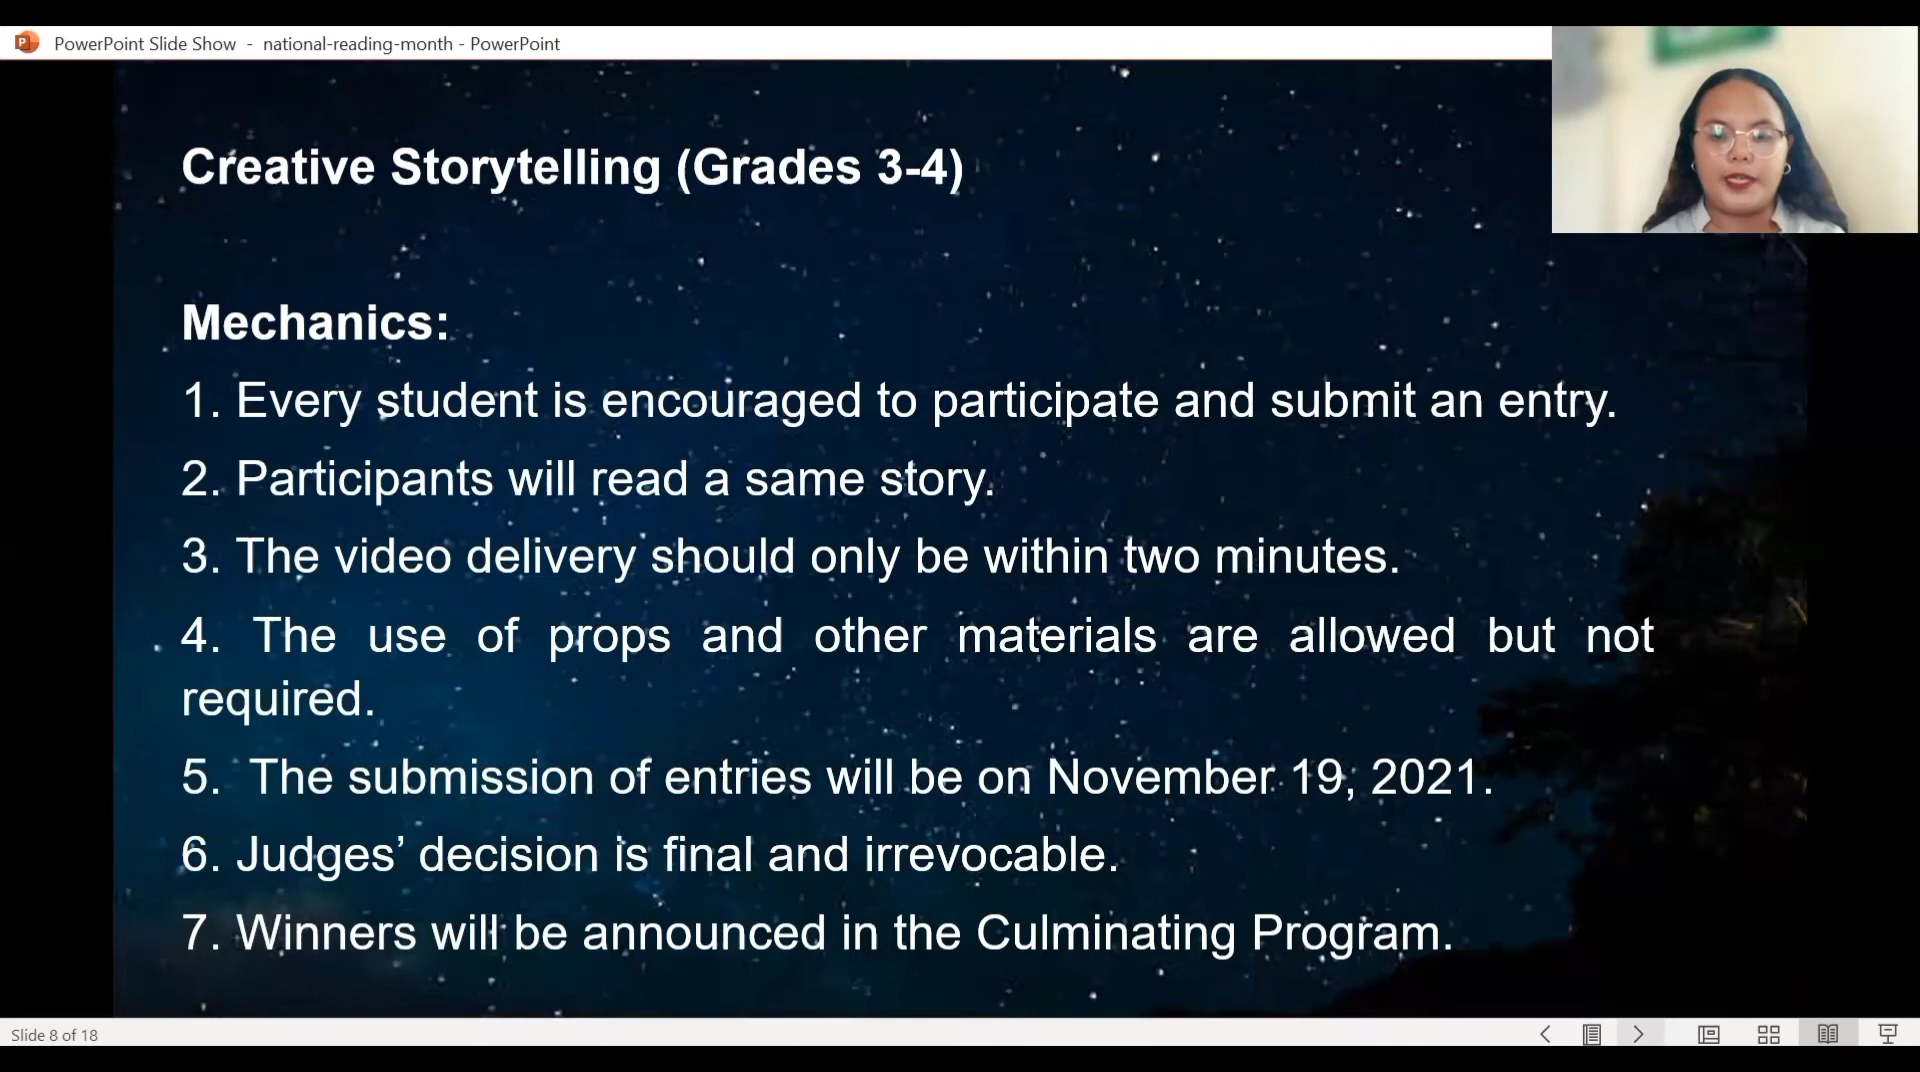 PowerPoint Slide Show - national-reading-month - PowerPoint
Creative Storytelling (Grades 3-4)
Mechanics:
1. Every student is encouraged to participate and submit an entry.
2. Participants will read a same story.
3. The video delivery should only be within two minutes.
4. The use of props and other materials are allowed but not
required.
5. The submission of entries will be on November 19, 2021.
6. Judges’ decision is final and irrevocable.
7. Winners will be announced in the Culminating Program.
Slide 8 of 18